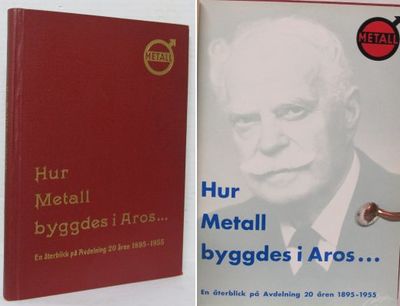 METALL
Hur
Metall
byggdes i Aros...
En återblick på Avdelning 20 åren 1895-1955
METALL
Hur
Metall
byggdes i Aros...
En återblick på Avdelning 20 åren 1895-1955